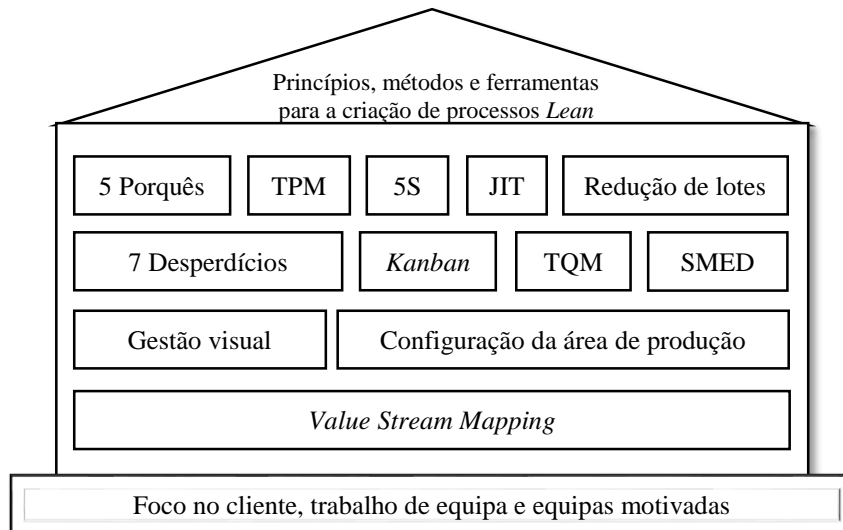 Princípios, métodos e ferramentas
para a criação de processos Lean
5 Porquês TPM 5S JIT Redução de lotes
7 Desperdícios Kanban TQM SMED
Gestão visual Configuração da área de produção
Value Stream Mapping
Foco no cliente, trabalho de equipa e equipas motivadas